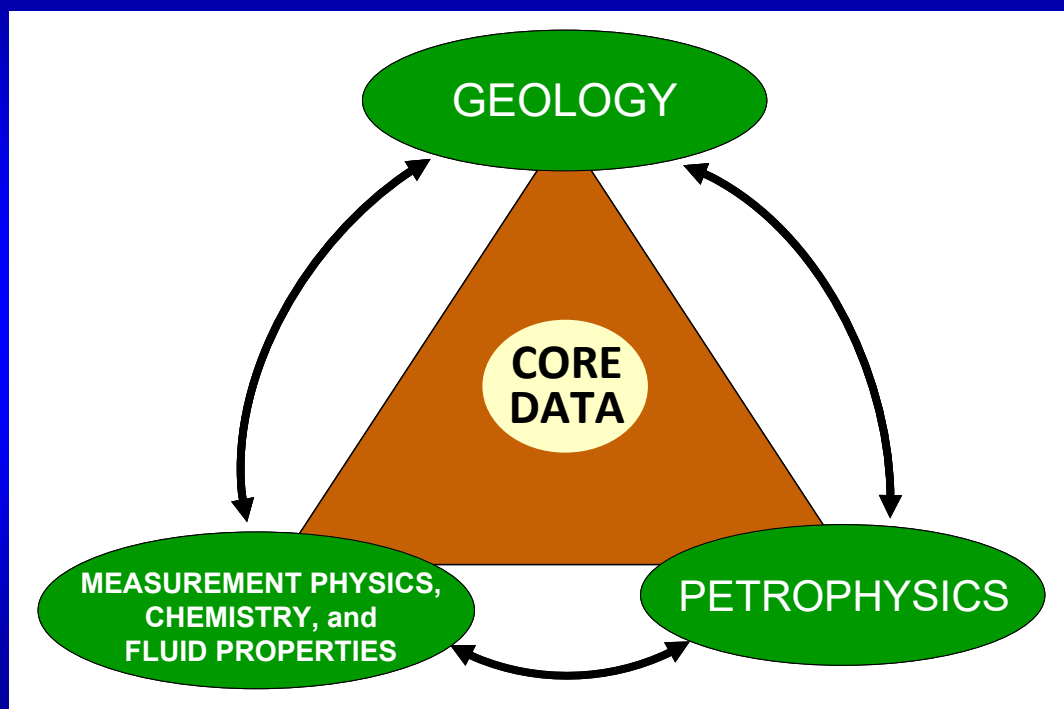 GEOLOGY
CORE
DATA
MEASUREMENT PHYSICS,
CHEMISTRY, and
FLUID PROPERTIES
PETROPHYSICS